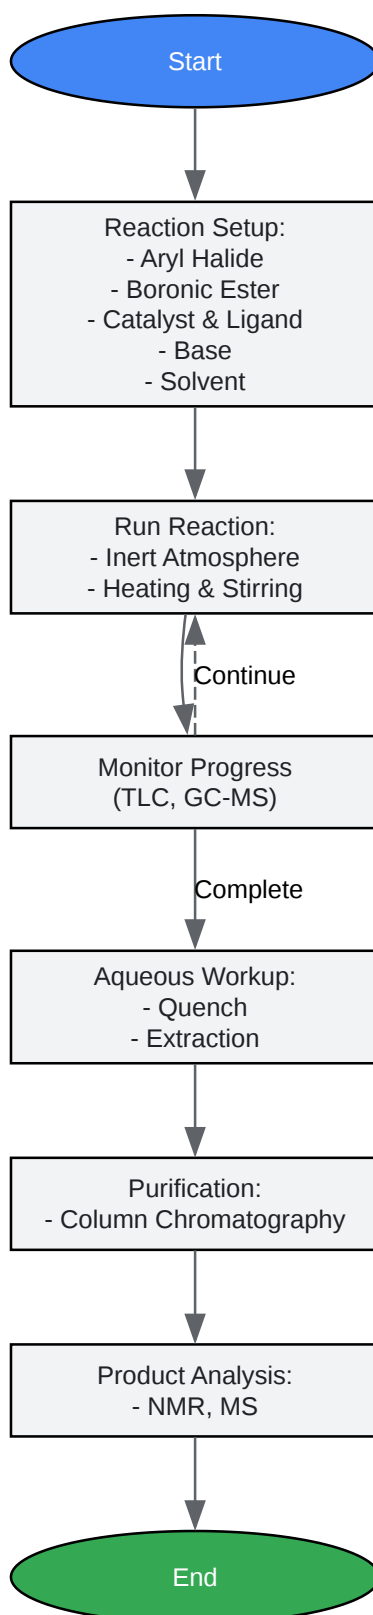 Start
Reaction Setup:
- Aryl Halide
- Boronic Ester
- Catalyst & Ligand
- Base
- Solvent
Run Reaction:
- Inert Atmosphere
- Heating & Stirring
Continue
Monitor Progress
(TLC, GC-MS)
Complete
Aqueous Workup:
- Quench
- Extraction
Purification:
- Column Chromatography
Product Analysis:
- NMR, MS
End